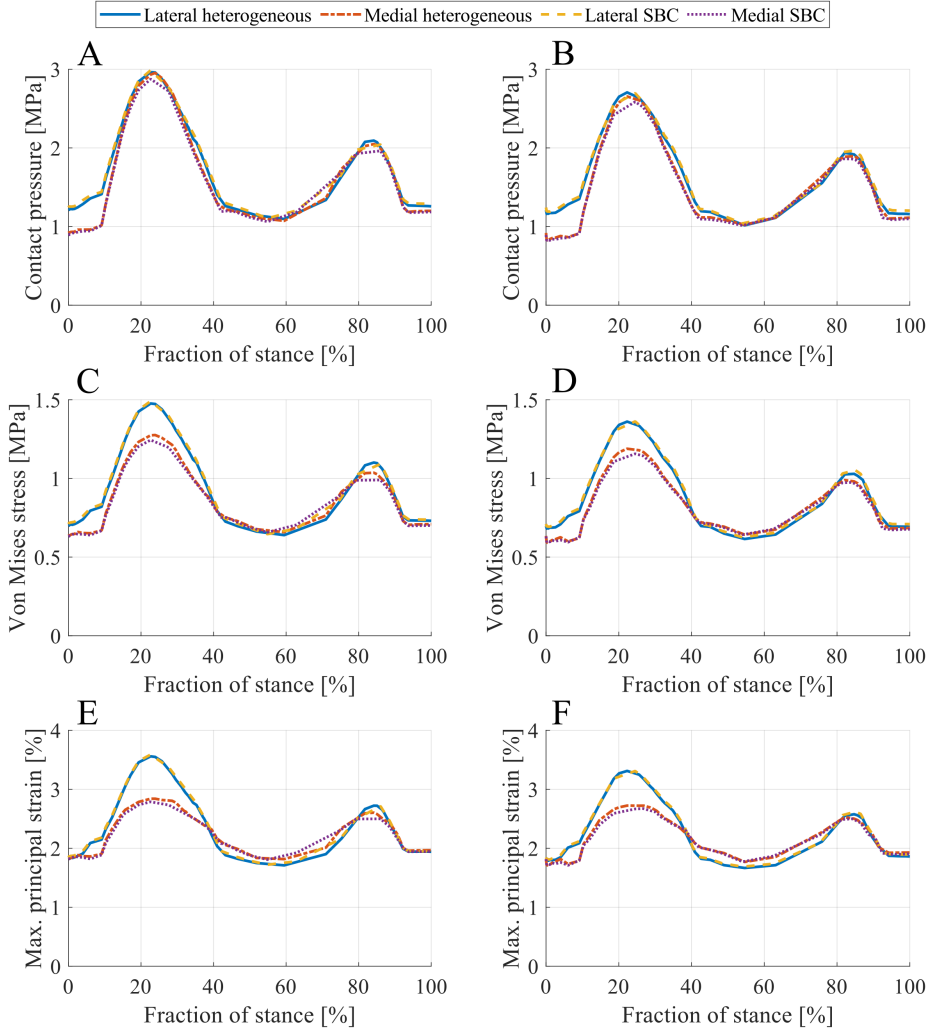 Lateral heterogeneous Medial heterogeneous Lateral SBC Medial SBC
A
Contact pressure [MPa]
3
2
1
0
0 20 40 60 80 100
Fraction of stance [%]
B
Contact pressure [MPa]
3
2
1
0
0 20 40 60 80 100
Fraction of stance [%]
C
Von Mises stress [MPa]
1.5
1
0.5
0
0 20 40 60 80 100
Fraction of stance [%]
D
Von Mises stress [MPa]
1.5
1
0.5
0
0 20 40 60 80 100
Fraction of stance [%]
E
Max. principal strain [%]
4
3
2
1
0
0 20 40 60 80 100
Fraction of stance [%]
F
Max. principal strain [%]
4
3
2
1
0
0 20 40 60 80 100
Fraction of stance [%]